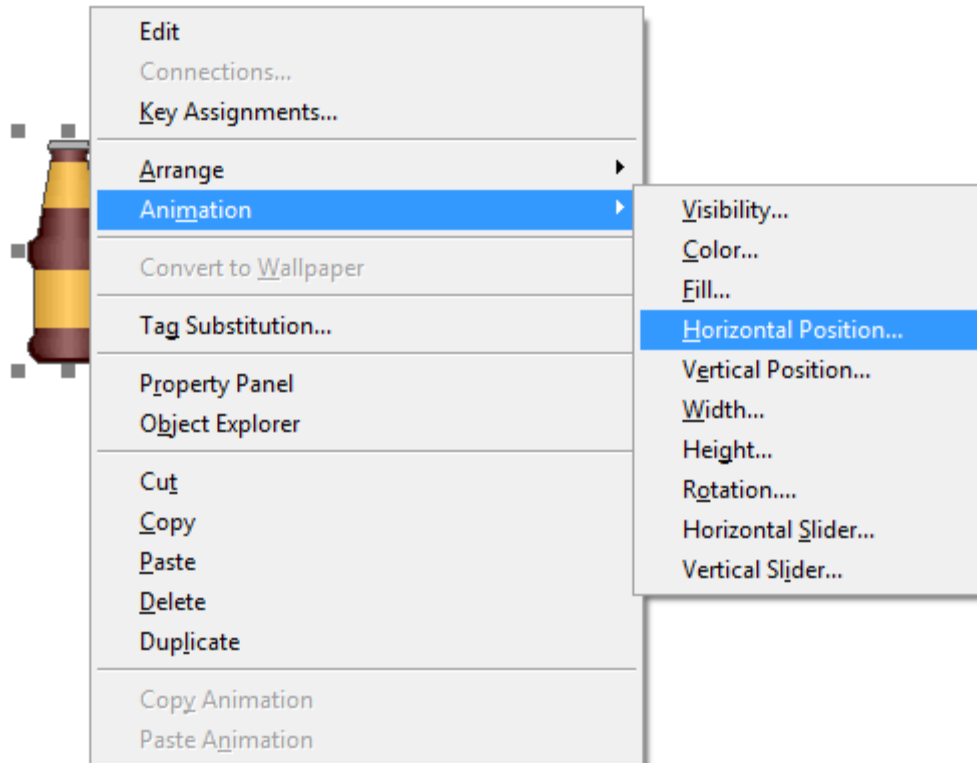 Edit
Connections...
Key Assignments...
Arrange
Animation
Convert to Wallpaper
Tag Substitution...
Property Panel
Object Explorer
Cut
Copy
Paste
Delete
Duplicate
Copy Animation
Paste Animation
Visibility...
Color...
Fill...
Horizontal Position...
Vertical Position...
Width...
Height...
Rotation....
Horizontal Slider...
Vertical Slider...